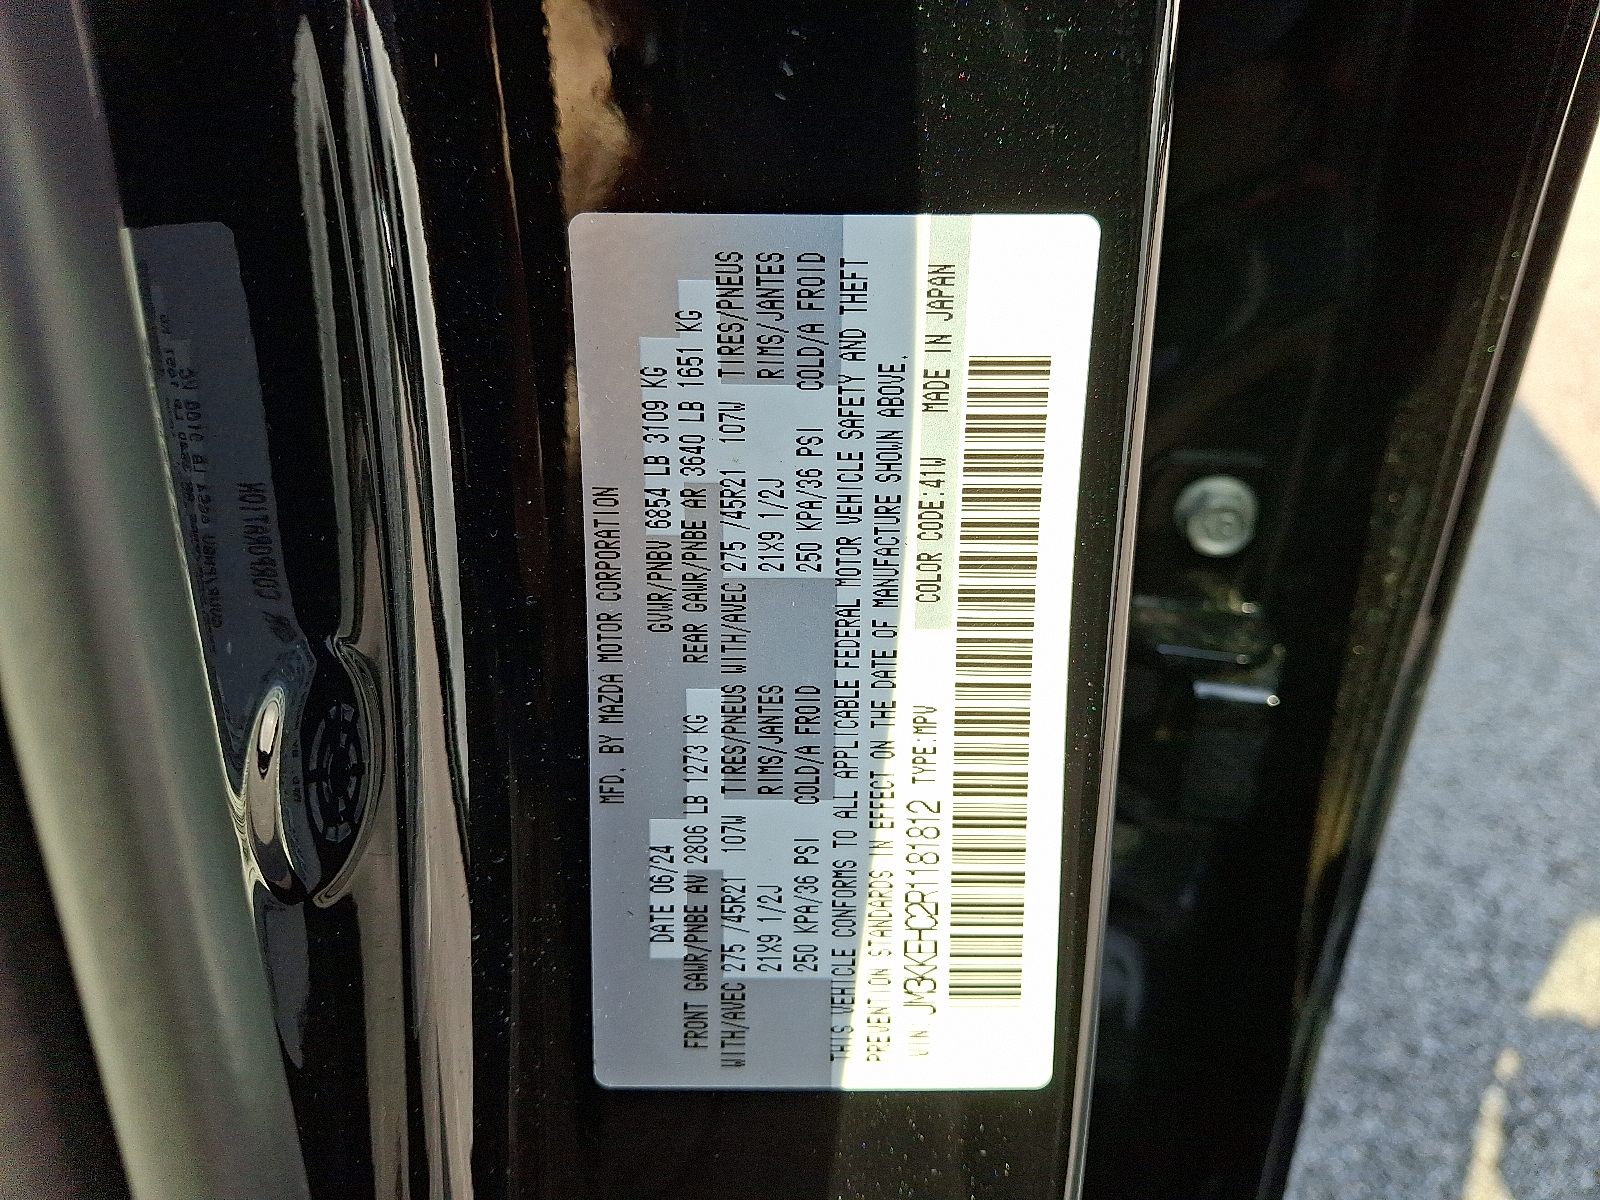 MFD. BY MAZDA MOTOR CORPORATION
DATE 06/24 GVWR/PNBV 6854 LB 3109 KG
FRONT GAWR/PNBE AV 2806 LB 1273 KG REAR GAWR/PNBE AR 3640 LB 1651 KG
WITH/AVEC 275 /45R21 107W TIRES/PNEUS WITH/AVEC 275 /45R21 107W TIRES/PNEUS
21X9 1/2J RIMS/JANTES 21X9 1/2J RIMS/JANTES
250 KPA/36 PSI COLD/A FROID 250 KPA/36 PSI COLD/A FROID
THIS VEHICLE CONFORMS TO ALL APPLICABLE FEDERAL MOTOR VEHICLE SAFETY AND THEFT
PREVENTION STANDARDS IN EFFECT ON THE DATE OF MANUFACTURE SHOWN ABOVE.
VIN: JM3KKEHC2R1181812 TYPE:MPV COLOR CODE:41W MADE IN JAPAN